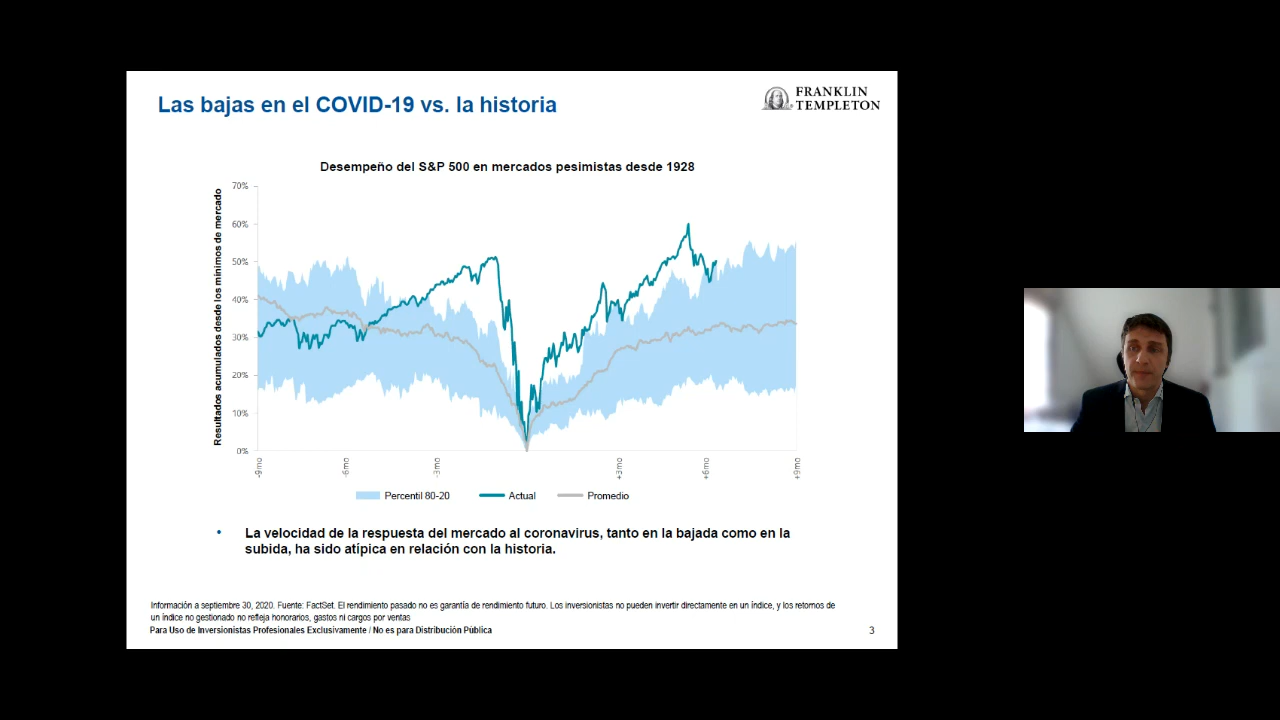 Las bajas en el COVID-19 vs. la historia
FRANKLIN
TEMPLETON
Desempeño del S&P 500 en mercados pesimistas desde 1928
Resultados acumulados desde los mínimos de mercado
70%
60%
50%
40%
30%
20%
10%
0%
-9mo
-6mo
-3mo
+3mo
+6mo
+9mo
Percentil 80-20
Actual
Promedio
• La velocidad de la respuesta del mercado al coronavirus, tanto en la bajada como en la
subida, ha sido atípica en relación con la historia.
Información a septiembre 30, 2020. Fuente: FactSet. El rendimiento pasado no es garantía de rendimiento futuro. Los inversionistas no pueden invertir directamente en un índice, y los retornos de
un índice no gestionado no refleja honorarios, gastos ni cargos por ventas
Para Uso de Inversionistas Profesionales Exclusivamente / No es para Distribución Pública
3